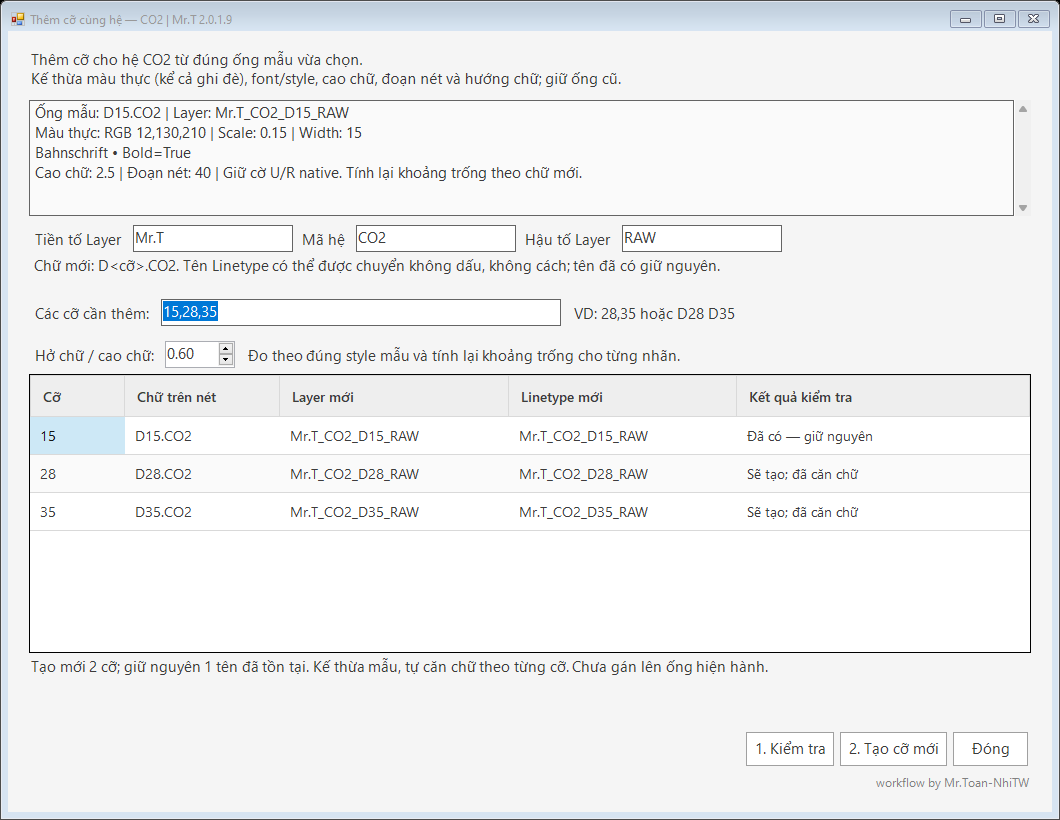 Thêm cỡ cùng hệ — CO2 | Mr.T 2.0.1.9
Thêm cỡ cho hệ CO2 từ đúng ống mẫu vừa chọn.
Kế thừa màu thực (kể cả ghi đè), font/style, cao chữ, đoạn nét và hướng chữ; giữ ống cũ.
Ống mẫu: D15.CO2 | Layer: Mr.T_CO2_D15_RAW
Màu thực: RGB 12,130,210 | Scale: 0.15 | Width: 15
Bahnschrift • Bold=True
Cao chữ: 2.5 | Đoạn nét: 40 | Giữ cờ U/R native. Tính lại khoảng trống theo chữ mới.
Tiền tố Layer Mr.T Mã hệ CO2 Hậu tố Layer RAW
Chữ mới: D<cỡ>.CO2. Tên Linetype có thể được chuyển không dấu, không cách; tên đã có giữ nguyên.
Các cỡ cần thêm: 15,28,35 VD: 28,35 hoặc D28 D35
Hở chữ / cao chữ: 0.60 Đo theo đúng style mẫu và tính lại khoảng trống cho từng nhãn.
Cỡ Chữ trên nét Layer mới Linetype mới Kết quả kiểm tra
15 D15.CO2 Mr.T_CO2_D15_RAW Mr.T_CO2_D15_RAW Đã có — giữ nguyên
28 D28.CO2 Mr.T_CO2_D28_RAW Mr.T_CO2_D28_RAW Sẽ tạo; đã căn chữ
35 D35.CO2 Mr.T_CO2_D35_RAW Mr.T_CO2_D35_RAW Sẽ tạo; đã căn chữ
Tạo mới 2 cỡ; giữ nguyên 1 tên đã tồn tại. Kế thừa mẫu, tự căn chữ theo từng cỡ. Chưa gán lên ống hiện hành.
1. Kiểm tra 2. Tạo cỡ mới Đóng
workflow by Mr.Toan-NhiTW